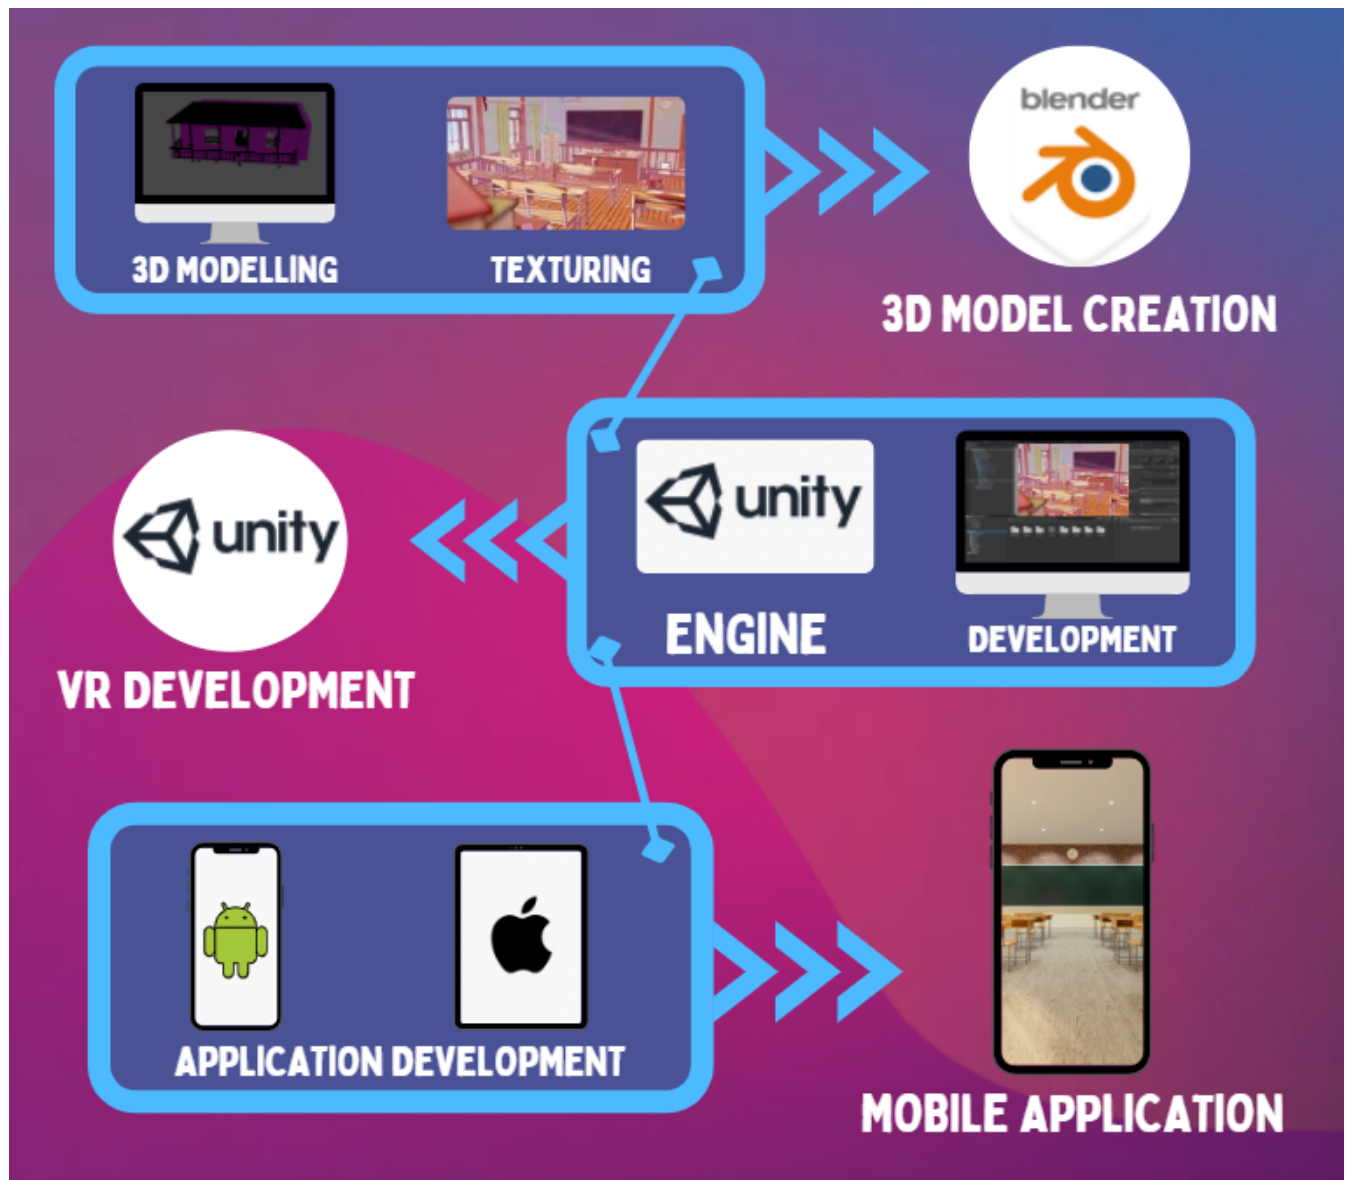 blender
3D MODELLING
TEXTURING
3D MODEL CREATION
unity
unity
ENGINE
DEVELOPMENT
VR DEVELOPMENT
APPLICATION DEVELOPMENT
MOBILE APPLICATION